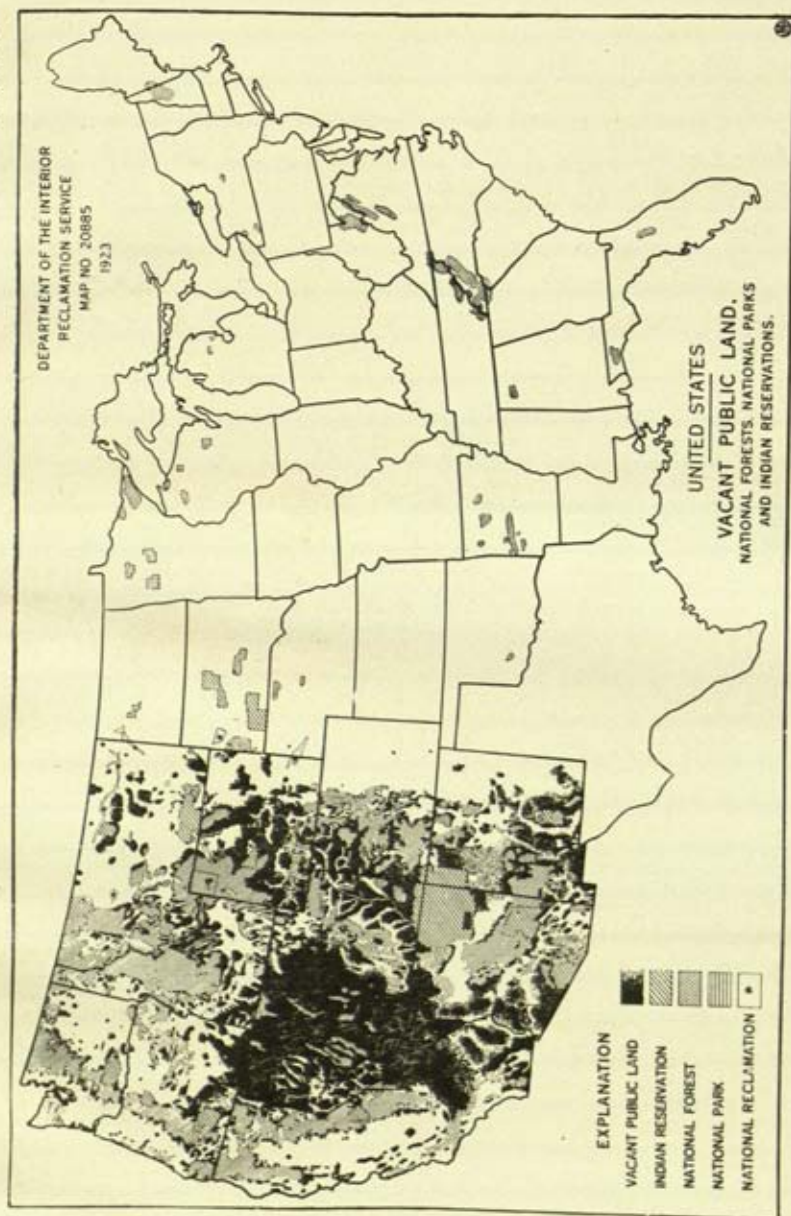 DEPARTMENT OF THE INTERIOR
RECLAMATION SERVICE
MAP NO. 20885
1923
UNITED STATES
VACANT PUBLIC LAND,
NATIONAL FORESTS, NATIONAL PARKS
AND INDIAN RESERVATIONS.
EXPLANATION
VACANT PUBLIC LAND
INDIAN RESERVATION
NATIONAL FOREST
NATIONAL PARK
NATIONAL RECLAMATION